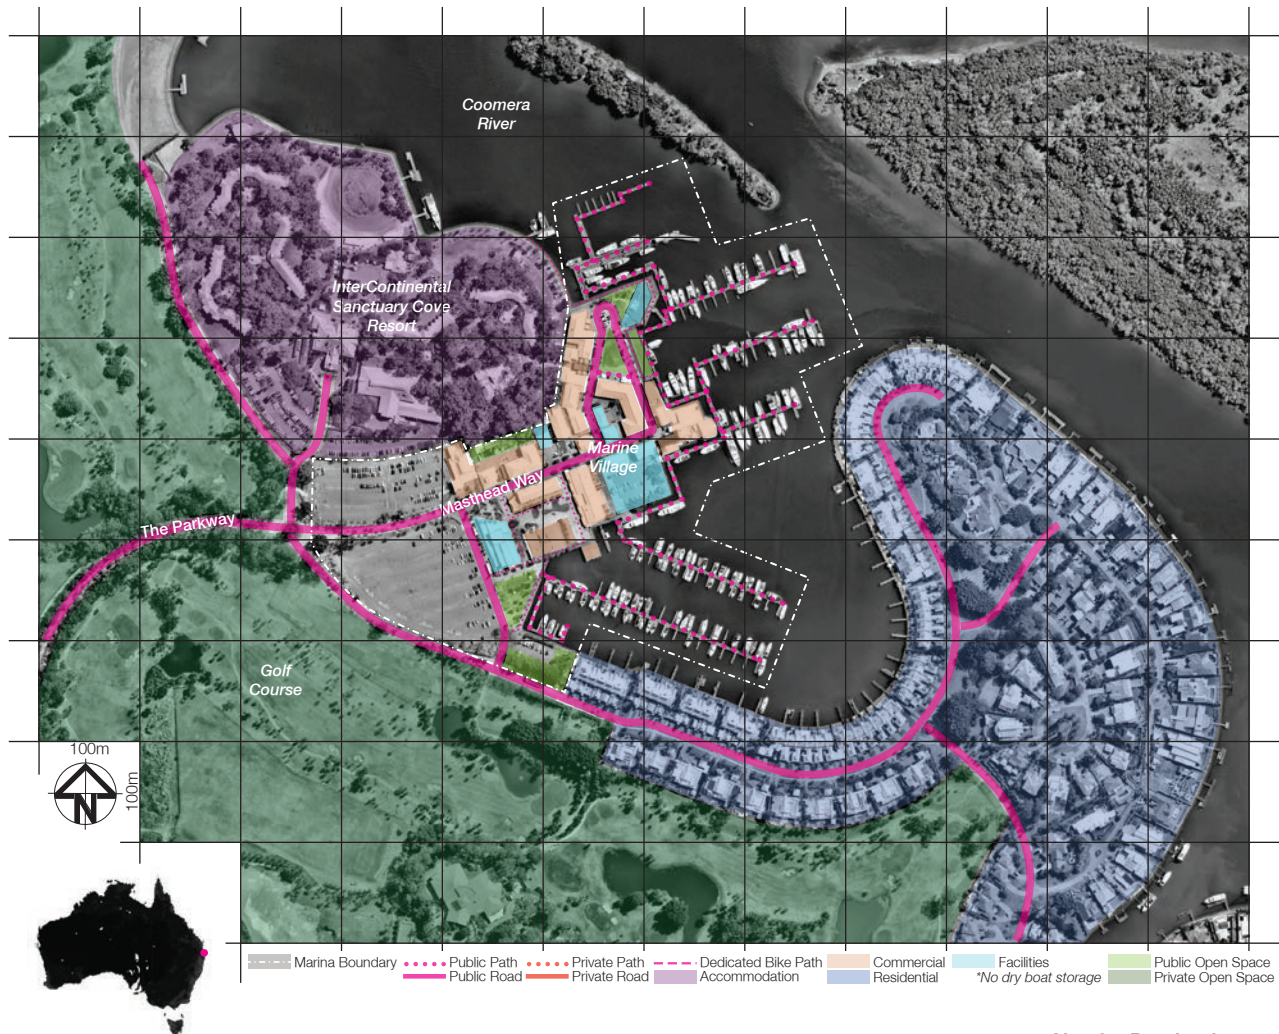 Coomera
River
InterContinental
Sanctuary Cove
Resort
Marine
Village
Masthead Way
The Parkway
Golf
Course
100m
100m
N
Marina Boundary
Public Path
Private Path
Dedicated Bike Path
Commercial
Facilities
Public Open Space
Public Road
Private Road
Accommodation
Residential
*No dry boat storage
Private Open Space